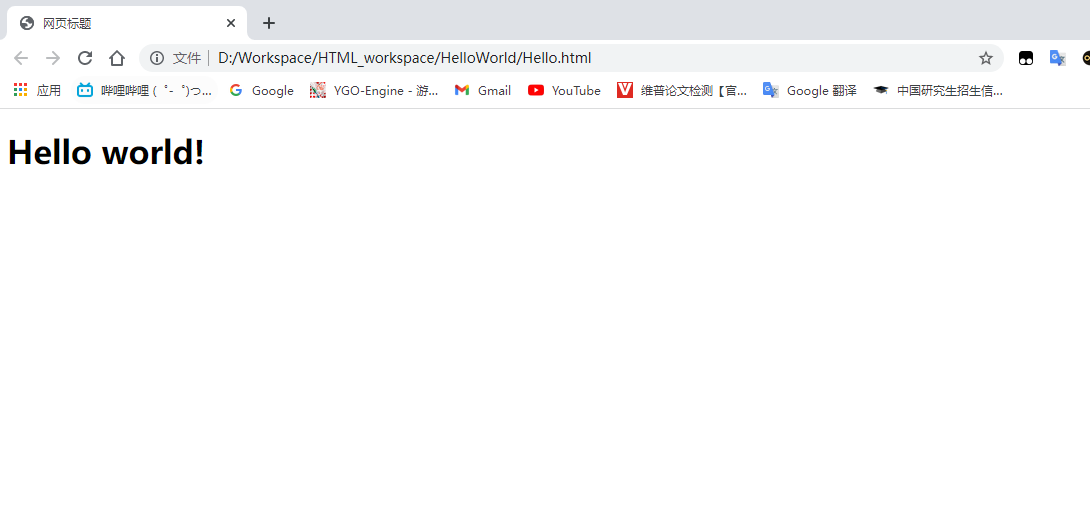 网页标题
文件 | D:/Workspace/HTML_workspace/HelloWorld/Hello.html
应用 哔哩哔哩 ( ゜- ゜)つ... Google YGO-Engine - 游... Gmail YouTube 维普论文检测【官... Google 翻译 中国研究生招生信...
Hello world!